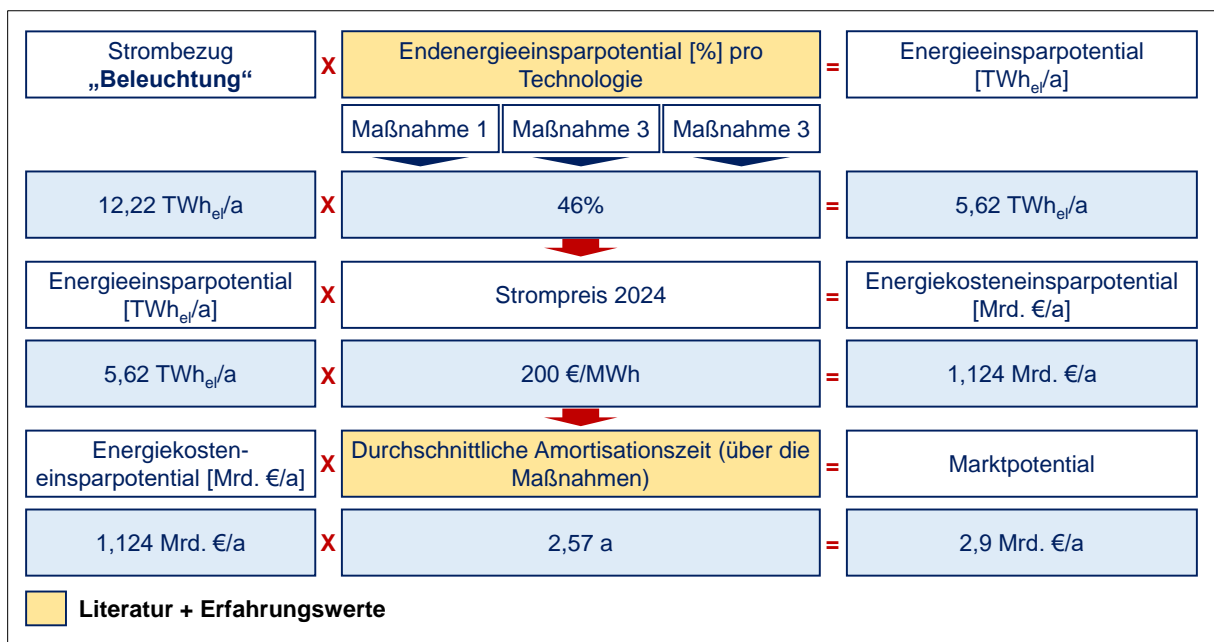 Strombezug
„Beleuchtung“
X
Endenergieeinsparpotential [%] pro
Technologie
=
Energieeinsparpotential
[TWhel/a]
Maßnahme 1
Maßnahme 3
Maßnahme 3
12,22 TWhel/a
X
46%
=
5,62 TWhel/a
Energieeinsparpotential
[TWhel/a]
X
Strompreis 2024
=
Energiekosteneinsparpotential
[Mrd. €/a]
5,62 TWhel/a
X
200 €/MWh
=
1,124 Mrd. €/a
Energiekosten-
einsparpotential [Mrd. €/a]
X
Durchschnittliche Amortisationszeit (über die
Maßnahmen)
=
Marktpotential
1,124 Mrd. €/a
X
2,57 a
=
2,9 Mrd. €/a
Literatur + Erfahrungswerte